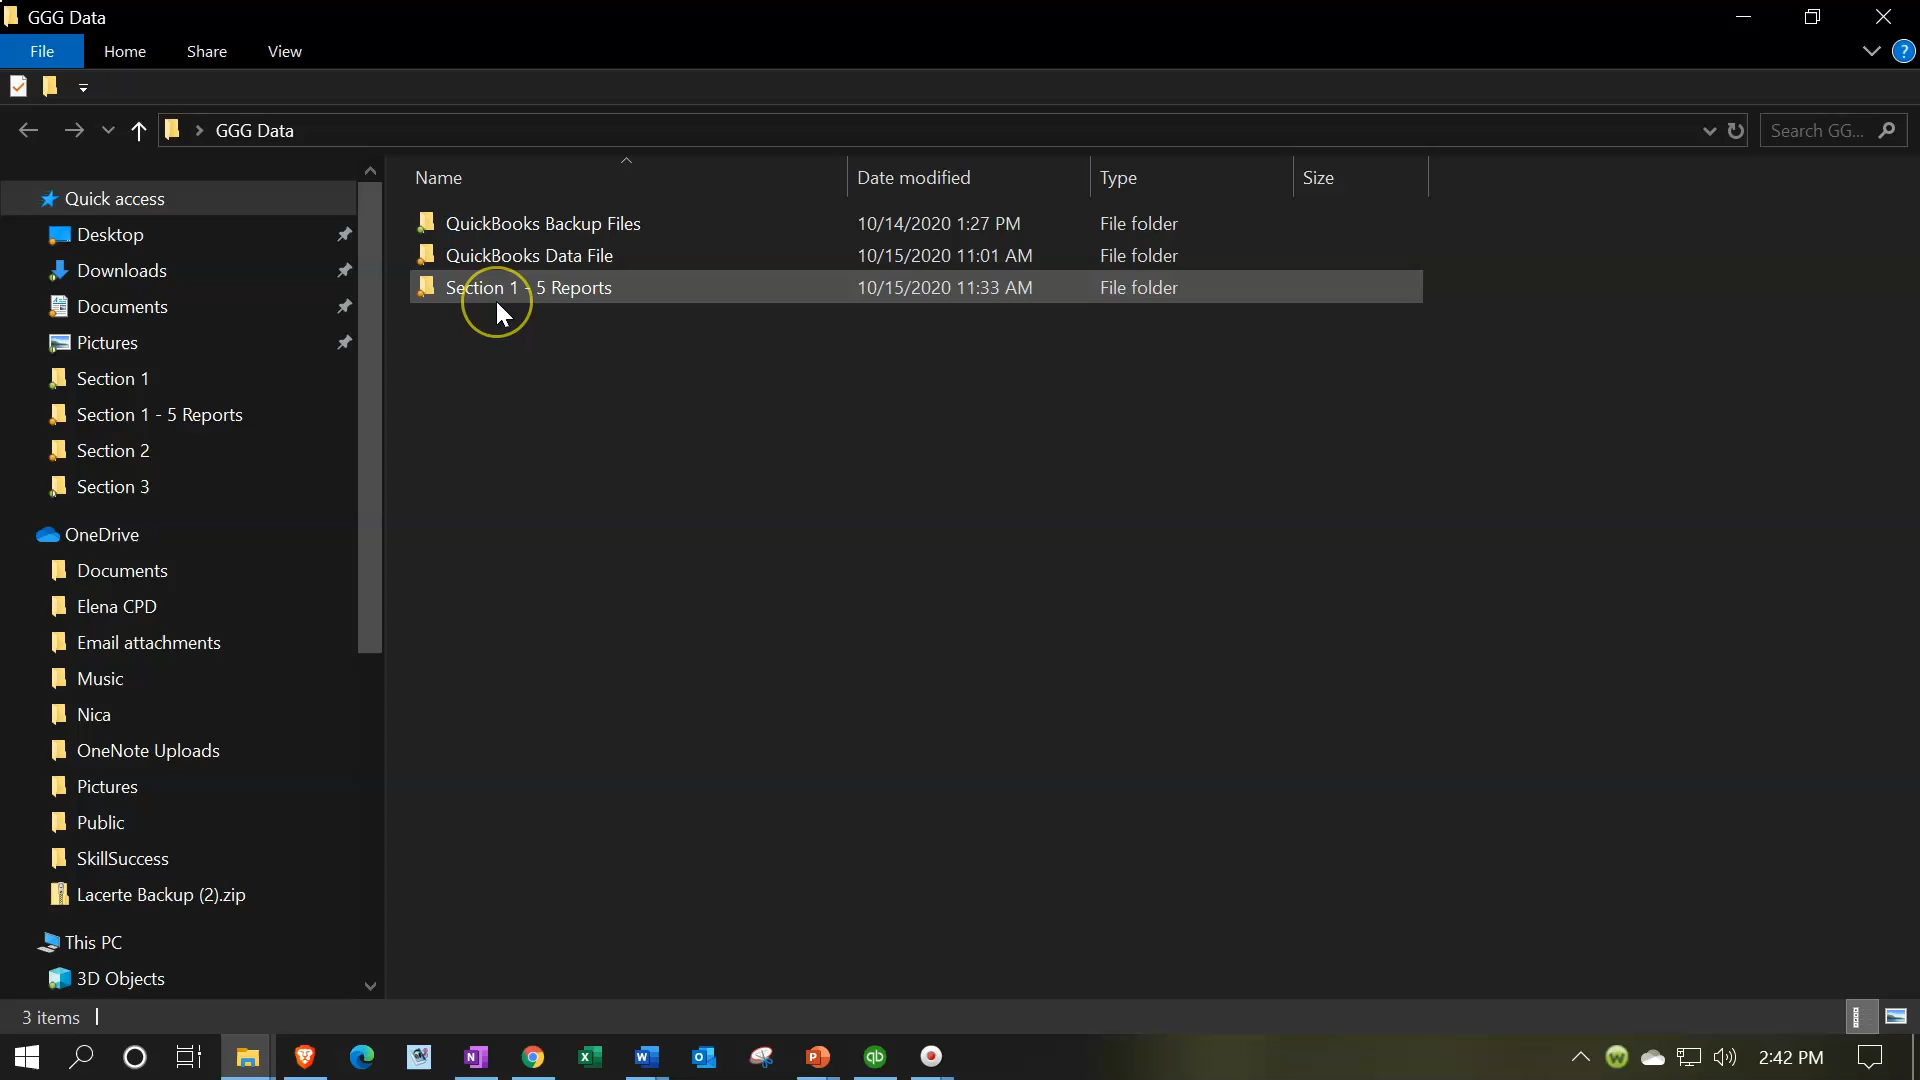 GGG Data
File Home Share View
GGG Data
Search GG...
Name Date modified Type Size
QuickBooks Backup Files 10/14/2020 1:27 PM File folder
QuickBooks Data File 10/15/2020 11:01 AM File folder
Section 1 - 5 Reports 10/15/2020 11:33 AM File folder
Quick access
Desktop
Downloads
Documents
Pictures
Section 1
Section 1 - 5 Reports
Section 2
Section 3
OneDrive
Documents
Elena CPD
Email attachments
Music
Nica
OneNote Uploads
Pictures
Public
SkillSuccess
Lacerte Backup (2).zip
This PC
3D Objects
3 items
2:42 PM